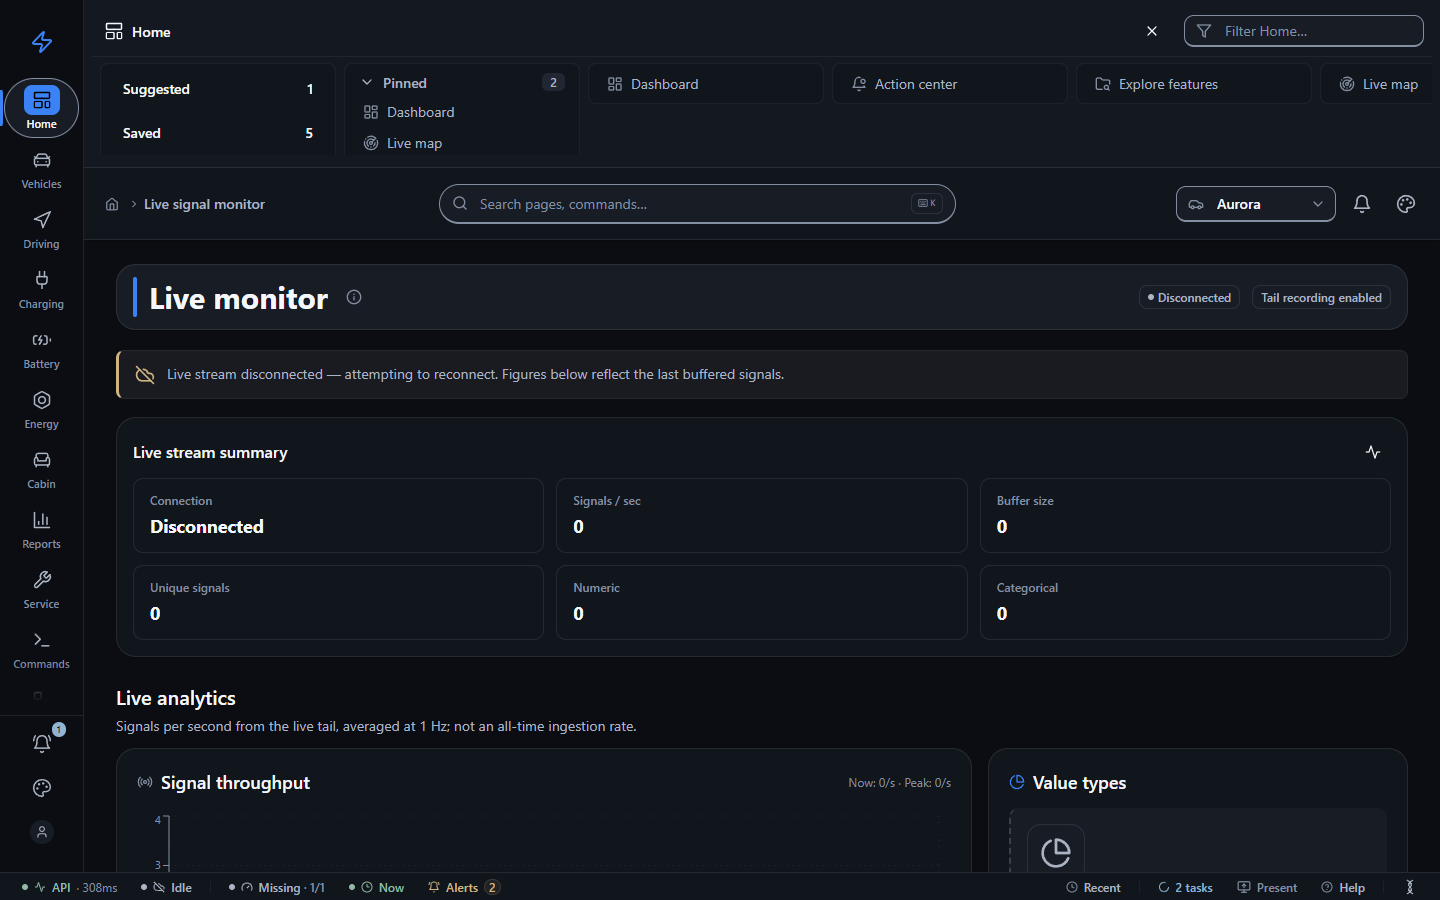 Home
Filter Home...
Suggested 1
Saved 5
Pinned 2
Dashboard
Live map
Dashboard
Action center
Explore features
Live map
Home
Vehicles
Driving
Charging
Battery
Energy
Cabin
Reports
Service
Commands
1
Live signal monitor
Search pages, commands...
K
Aurora
Live monitor
Disconnected
Tail recording enabled
Live stream disconnected — attempting to reconnect. Figures below reflect the last buffered signals.
Live stream summary
Connection
Disconnected
Signals / sec
0
Buffer size
0
Unique signals
0
Numeric
0
Categorical
0
Live analytics
Signals per second from the live tail, averaged at 1 Hz; not an all-time ingestion rate.
Signal throughput
Now: 0/s · Peak: 0/s
4
3
Value types
API · 308ms
Idle
Missing · 1/1
Now
Alerts 2
Recent
2 tasks
Present
Help